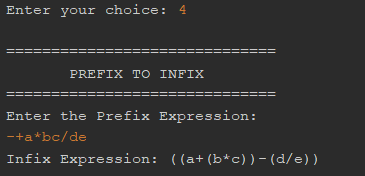 Enter your choice: 4
==============================
PREFIX TO INFIX
==============================
Enter the Prefix Expression:
-+a*bc/de
Infix Expression: ((a+(b*c))-(d/e))